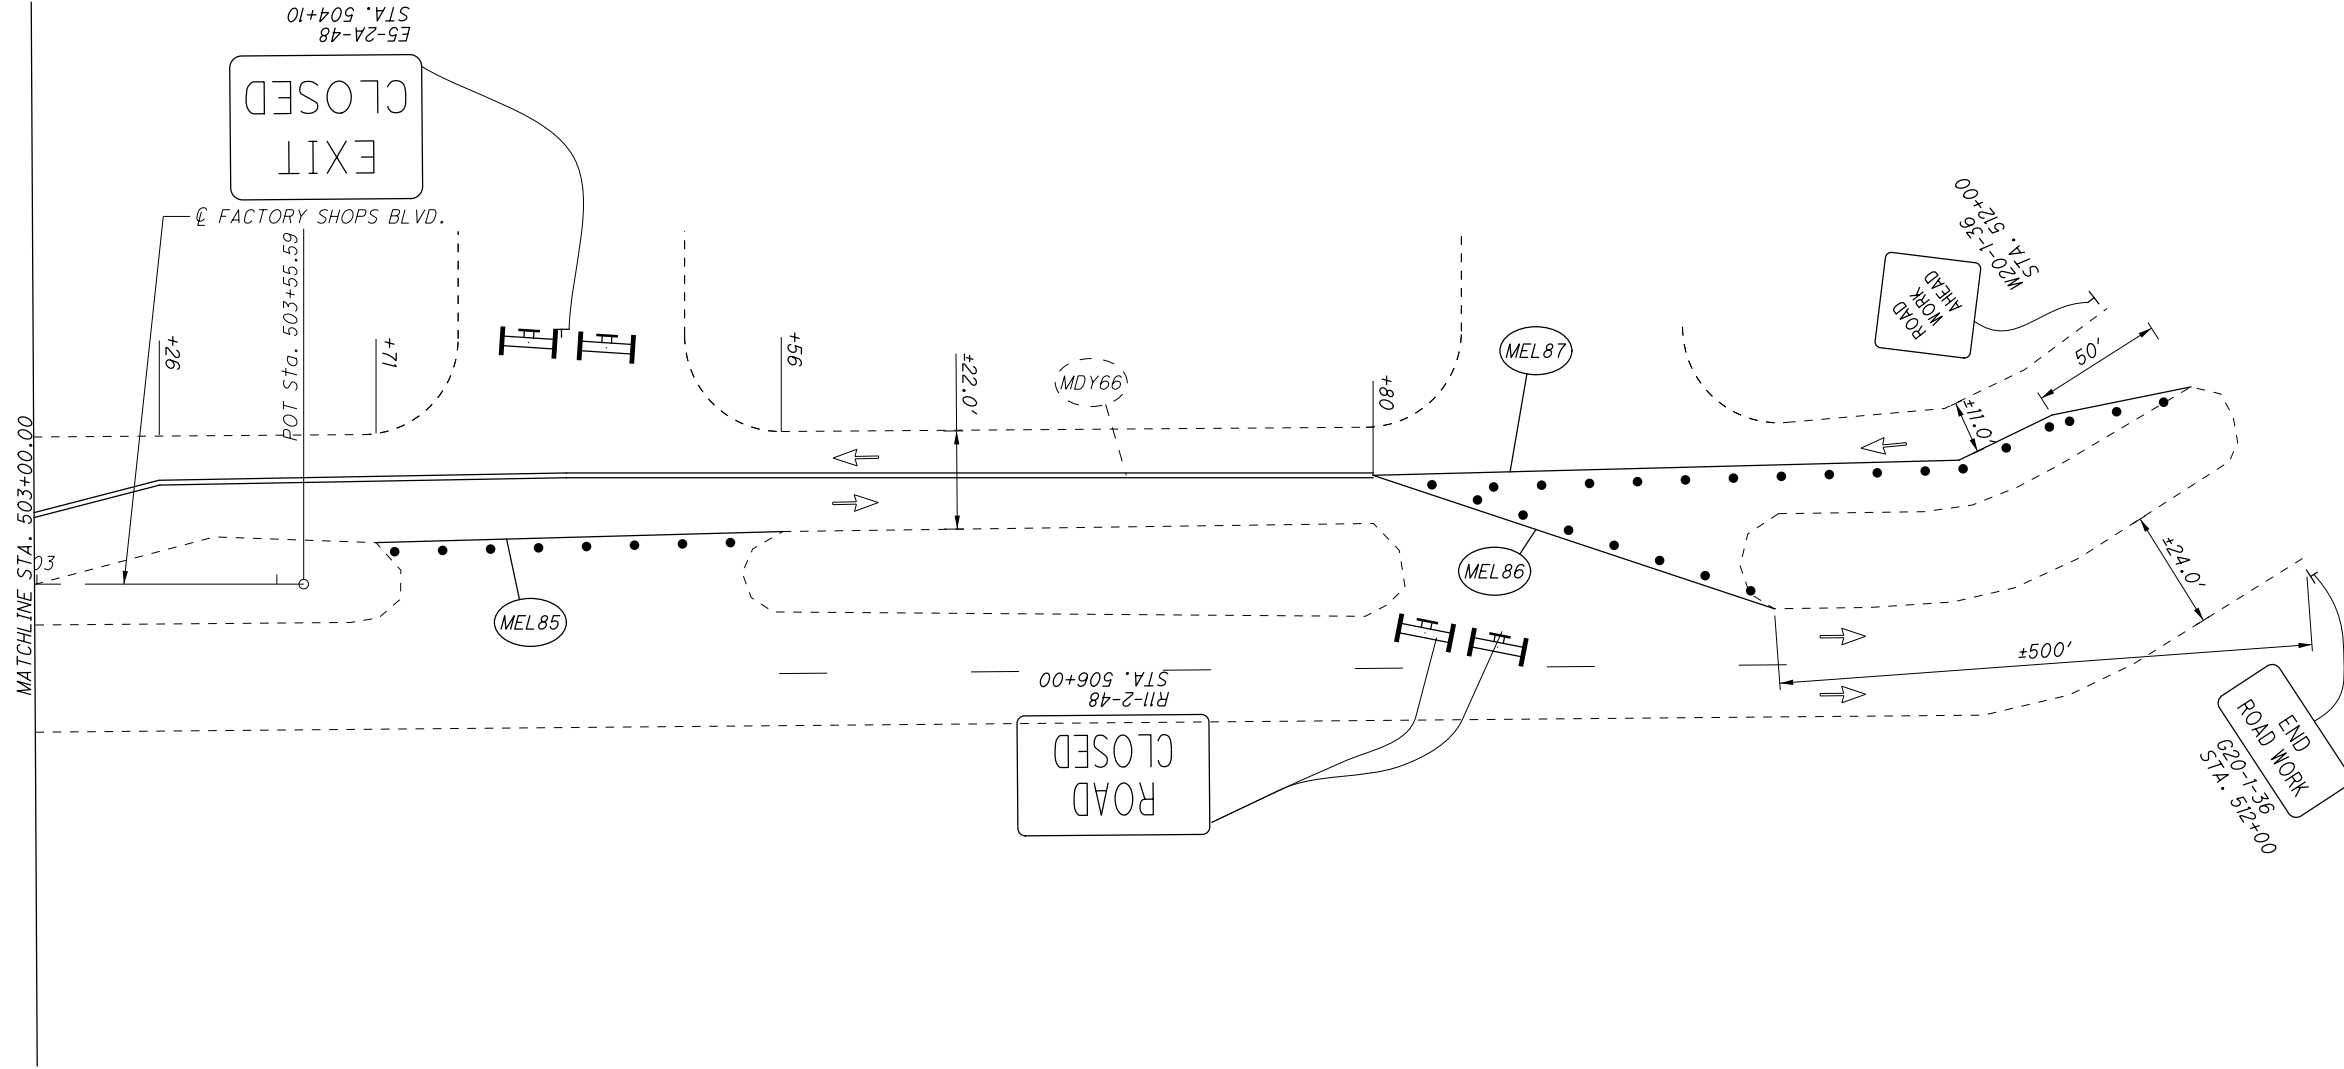 E5-2A-48
STA. 504+10
EXIT
CLOSED
℄ FACTORY SHOPS BLVD.
POT Sta. 503+55.59
+26
+71
+56
±22.0'
MDY66
+80
MEL87
W20-1-36
STA. 512+00
ROAD
WORK
AHEAD
50'
±11.0'
MATCHLINE STA. 503+00.00
03
MEL85
MEL86
±24.0'
±500'
R11-2-48
STA. 506+00
ROAD
CLOSED
END
ROAD WORK
G20-1-36
STA. 512+00